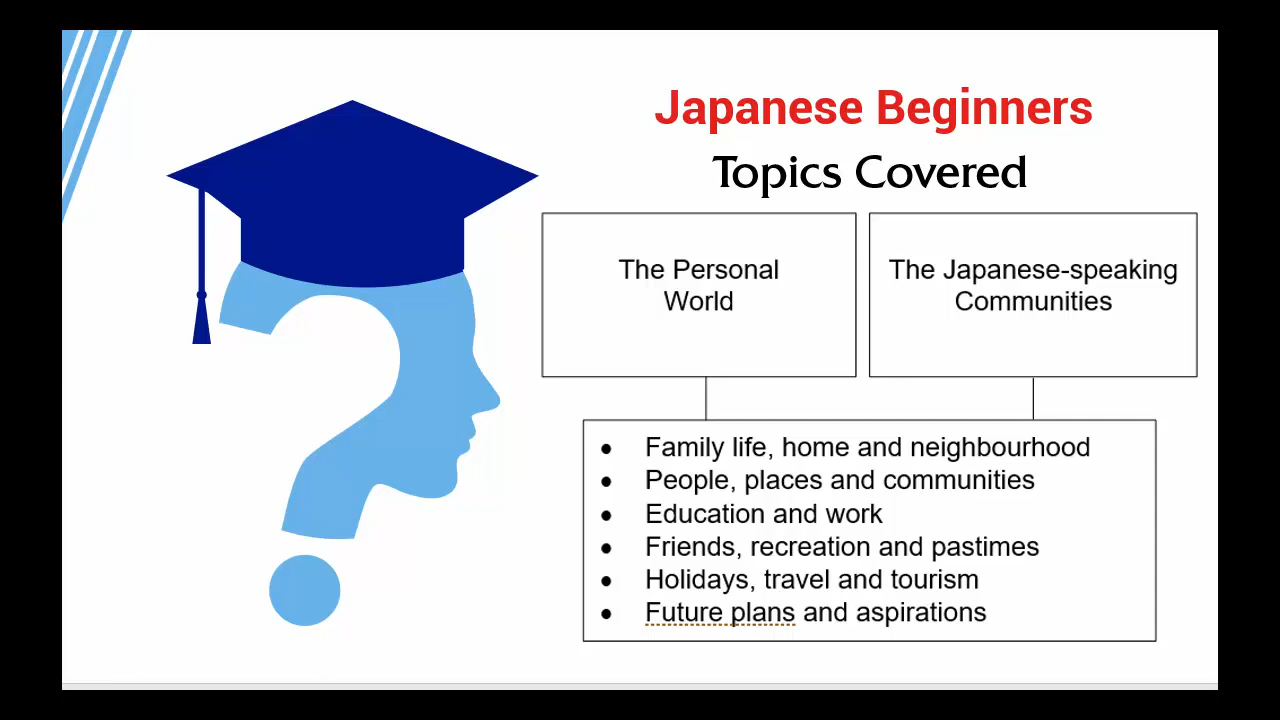 Japanese Beginners
Topics Covered
The Personal
World
The Japanese-speaking
Communities
• Family life, home and neighbourhood
• People, places and communities
• Education and work
• Friends, recreation and pastimes
• Holidays, travel and tourism
• Future plans and aspirations